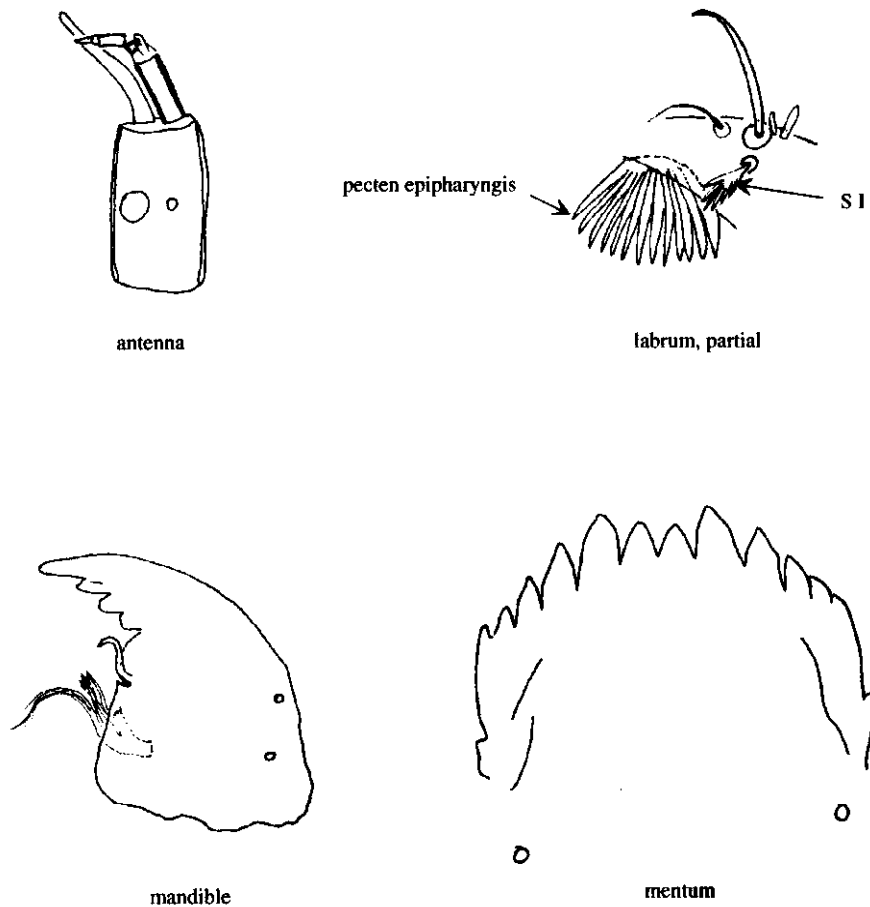 pecten epipharyngis
S I
antenna
labrum, partial
mandible
mentum